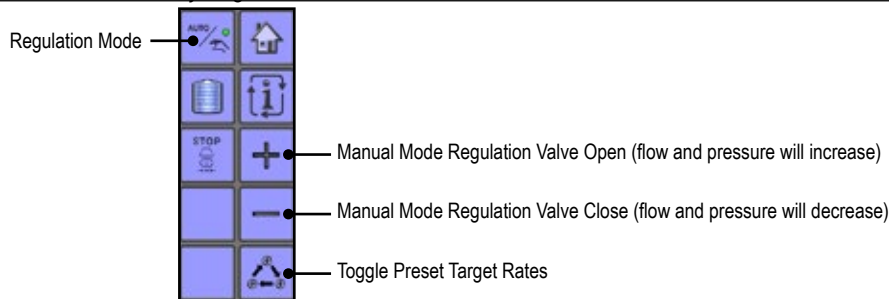 Regulation Mode
AUTO
i
STOP
Manual Mode Regulation Valve Open (flow and pressure will increase)
Manual Mode Regulation Valve Close (flow and pressure will decrease)
Toggle Preset Target Rates